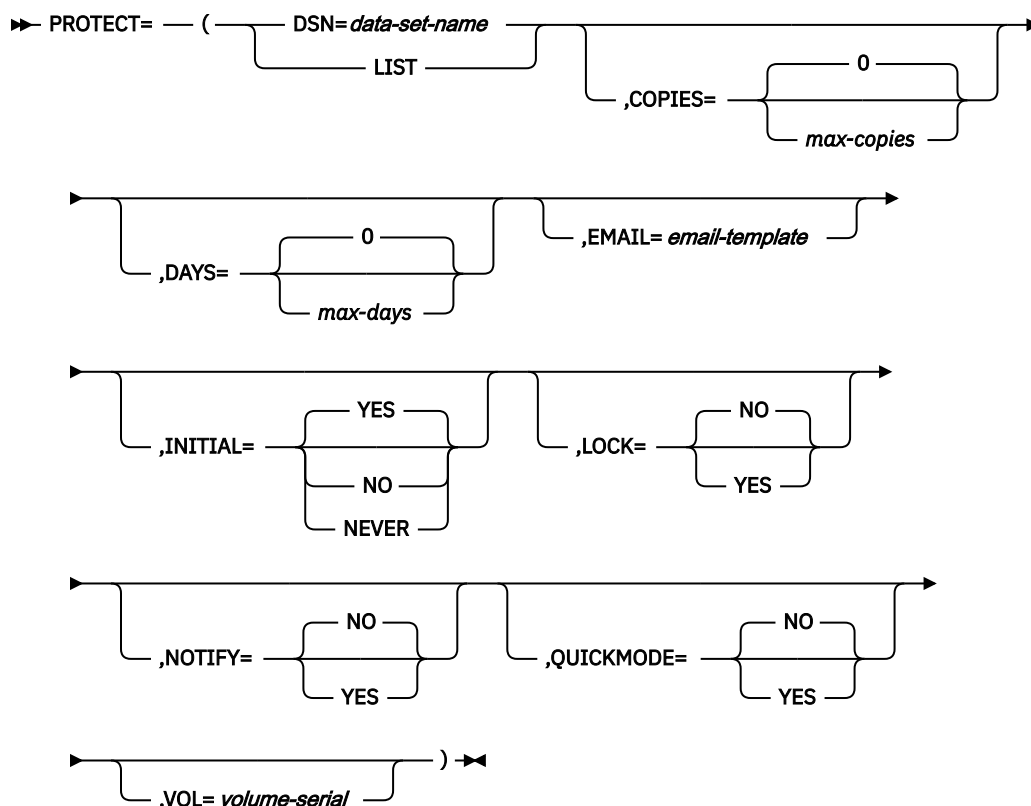 PROTECT= ( DSN=data-set-name
LIST
,COPIES= 0
max-copies
,DAYS= 0
max-days
,EMAIL= email-template
,INITIAL= YES
NO
NEVER
,LOCK= NO
YES
,NOTIFY= NO
YES
,QUICKMODE= NO
YES
,VOL= volume-serial
)